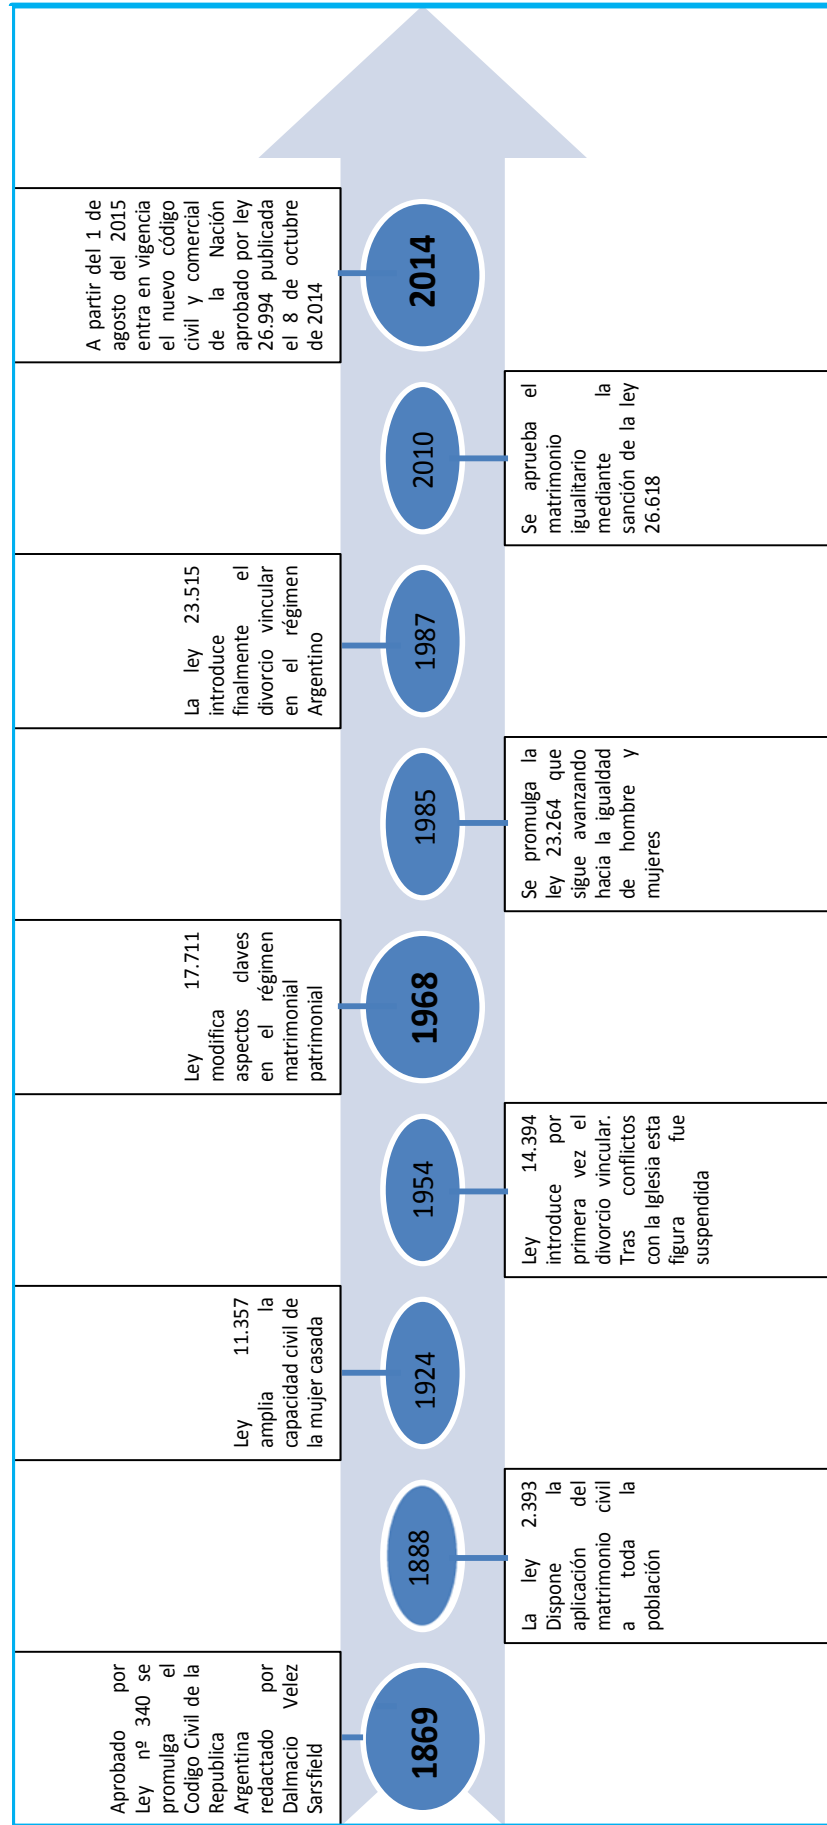 1869
Aprobado por
Ley nº 340 se
promulga el
Codigo Civil de la
Republica
Argentina
redactado por
Dalmacio Velez
Sarsfield
1888
La ley 2.393
Dispone la
aplicación del
matrimonio civil
a toda la
población
1924
Ley 11.357
amplia la
capacidad civil de
la mujer casada
1954
Ley 14.394
introduce por
primera vez el
divorcio vincular.
Tras conflictos
con la Iglesia esta
figura fue
suspendida
1968
Ley 17.711
modifica
aspectos claves
en el régimen
matrimonial
patrimonial
1985
Se promulga la
ley 23.264 que
sigue avanzando
hacia la igualdad
de hombre y
mujeres
1987
La ley 23.515
introduce
finalmente el
divorcio vincular
en el régimen
Argentino
2010
Se aprueba el
matrimonio
igualitario
mediante la
sanción de la ley
26.618
2014
A partir del 1 de
agosto del 2015
entra en vigencia
el nuevo código
civil y comercial
de la Nación
aprobado por ley
26.994 publicada
el 8 de octubre
de 2014